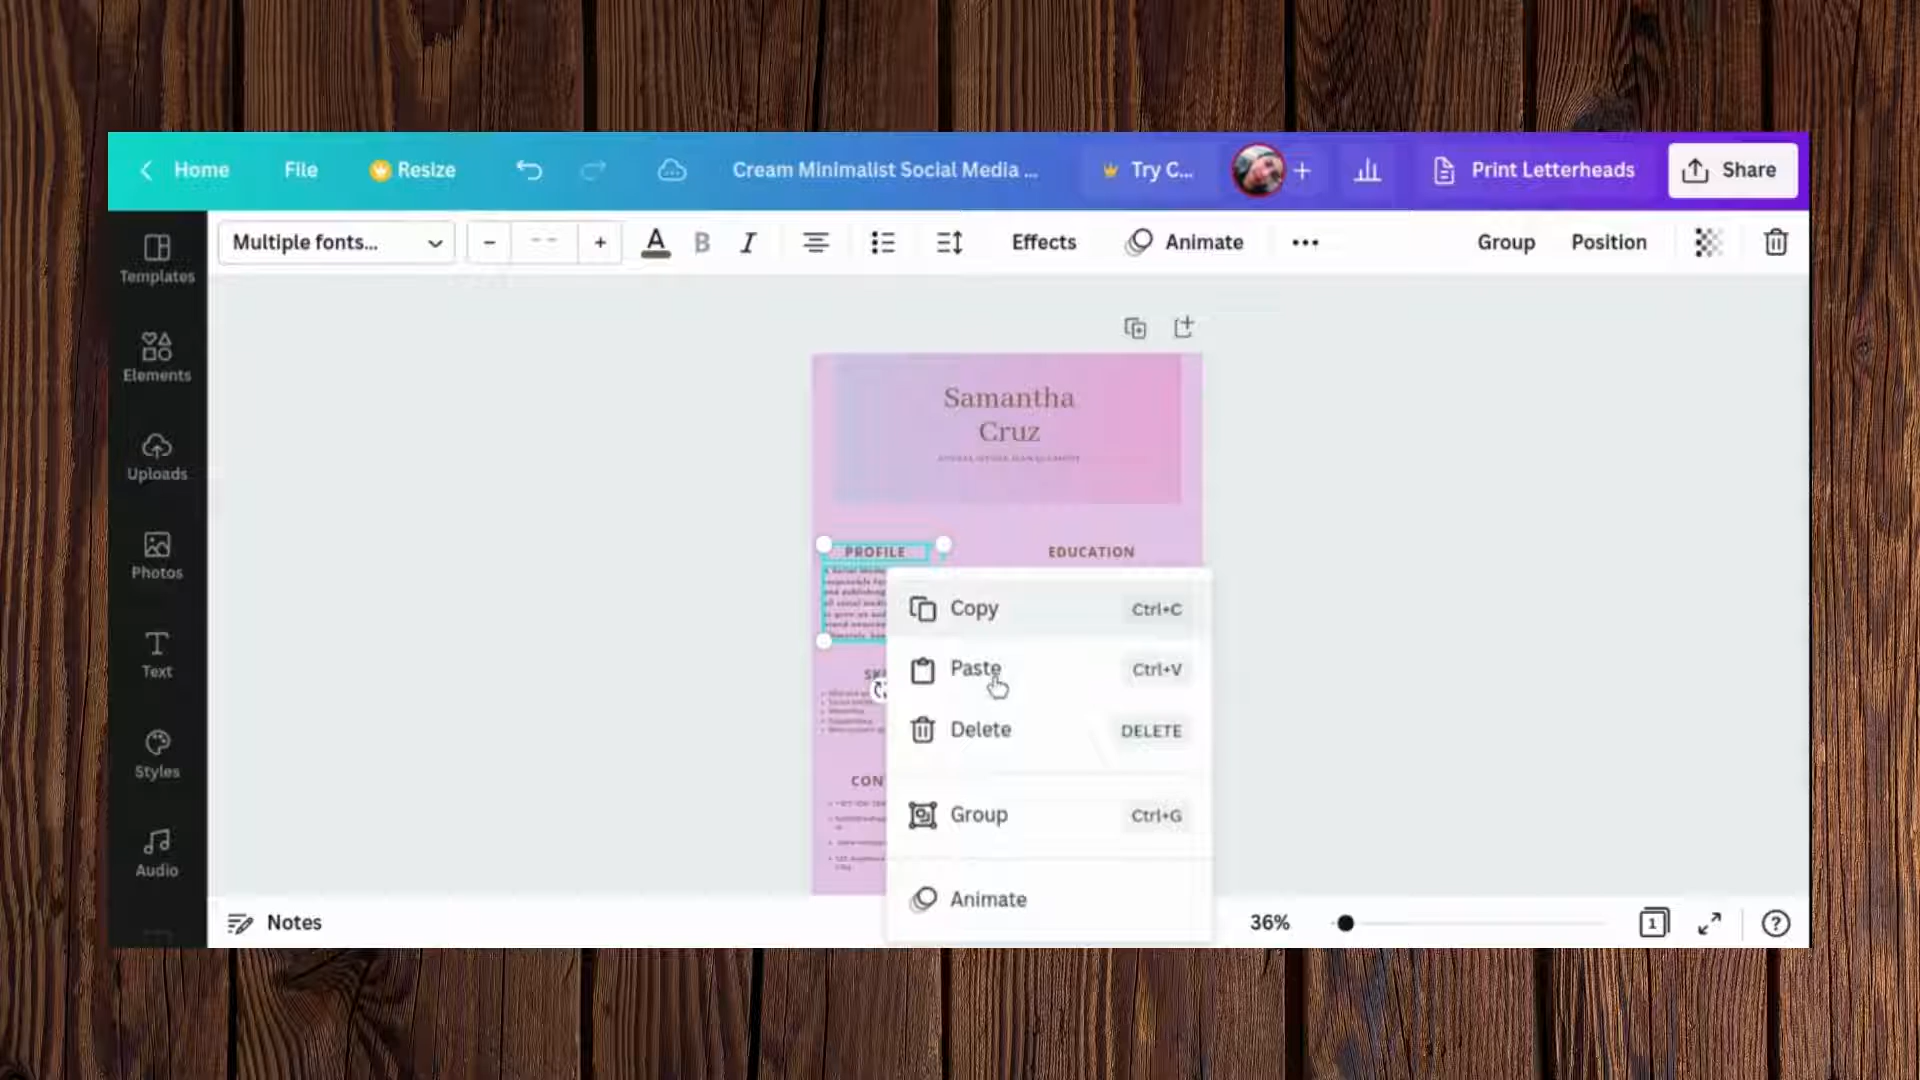 Home File Resize Cream Minimalist Social Media ... Try C... Print Letterheads Share
Multiple fonts... A B I Effects Animate Group Position
Templates
Elements
Uploads
Photos
Text
Styles
Audio
Samantha
Cruz
PROFILE
EDUCATION
Copy Ctrl+C
Paste Ctrl+V
Delete DELETE
Group Ctrl+G
Animate
CON
Notes 36% 1